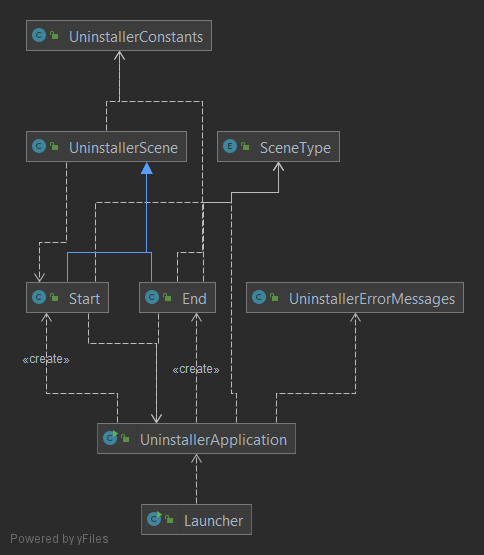 UninstallerConstants
UninstallerScene
SceneType
Start
End
UninstallerErrorMessages
«create»
«create»
UninstallerApplication
Launcher
Powered by yFiles